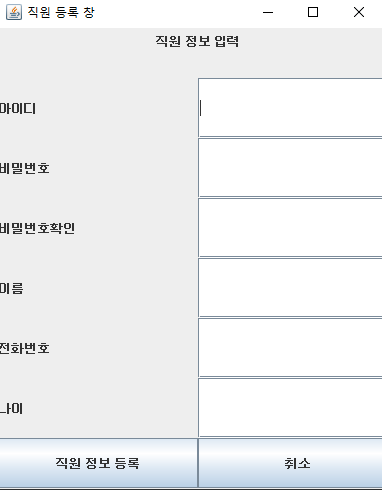 직원 등록 창
직원 정보 입력
아이디
비밀번호
비밀번호확인
이름
전화번호
나이
직원 정보 등록 취소